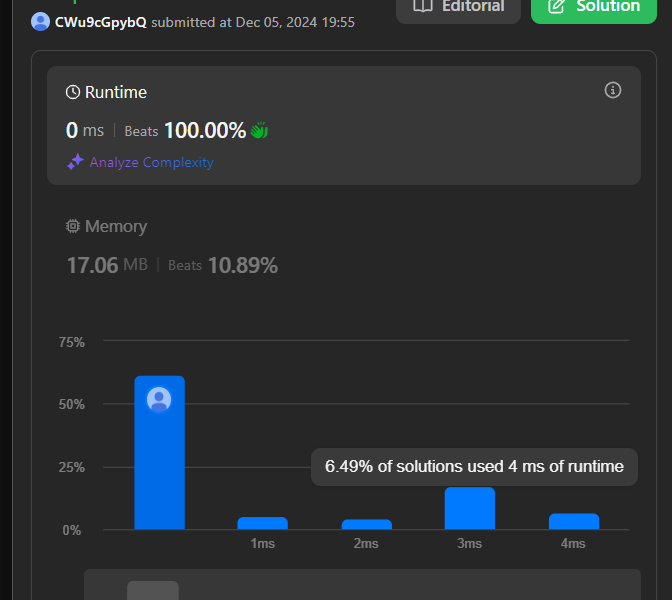 Editorial
Solution
CWu9cGpybQ submitted at Dec 05, 2024 19:55
Runtime
0 ms | Beats 100.00%
Analyze Complexity
Memory
17.06 MB | Beats 10.89%
75%
50%
25%
6.49% of solutions used 4 ms of runtime
0%
1ms 2ms 3ms 4ms